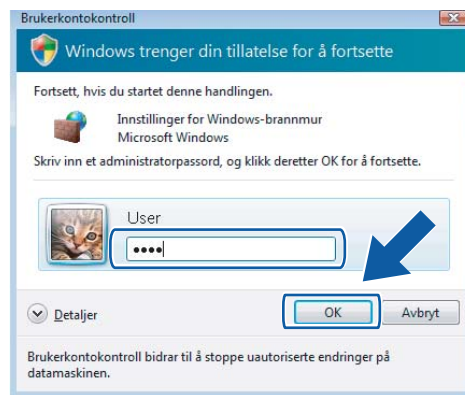 Brukerkontokontroll
Windows trenger din tillatelse for å fortsette
Fortsett, hvis du startet denne handlingen.
Innstillinger for Windows-brannmur
Microsoft Windows
Skriv inn et administratorpassord, og klikk deretter OK for å fortsette.
User
••••
Detaljer
OK
Avbryt
Brukerkontokontroll bidrar til å stoppe uautoriserte endringer på
datamaskinen.